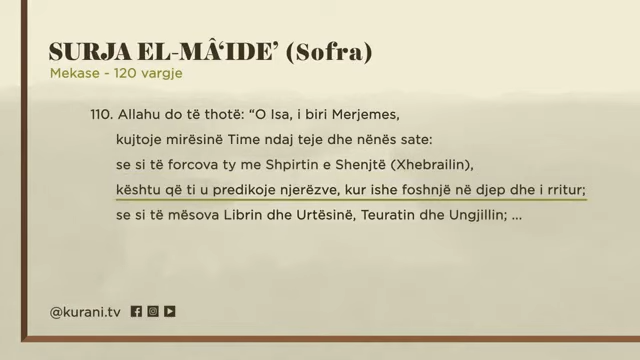 SURJA EL-MÂ‘IDE’ (Sofra)
Mekase - 120 vargje
110. Allahu do të thotë: “O Isa, i biri Merjemes,
kujtoje mirësinë Time ndaj teje dhe nënës sate:
se si të forcova ty me Shpirtin e Shenjtë (Xhebrailin),
kështu që ti u predikoje njerëzve, kur ishe foshnjë në djep dhe i rritur;
se si të mësova Librin dhe Urtësinë, Teuratin dhe Ungjillin; ...
@kurani.tv